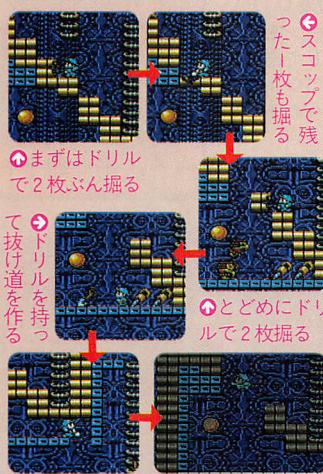 まずはドリル
で2枚ぶん掘る
スコップで残
った一枚も掘る
とどめにドリ
ルで2枚掘る
ドリルを持っ
て抜け道を作る